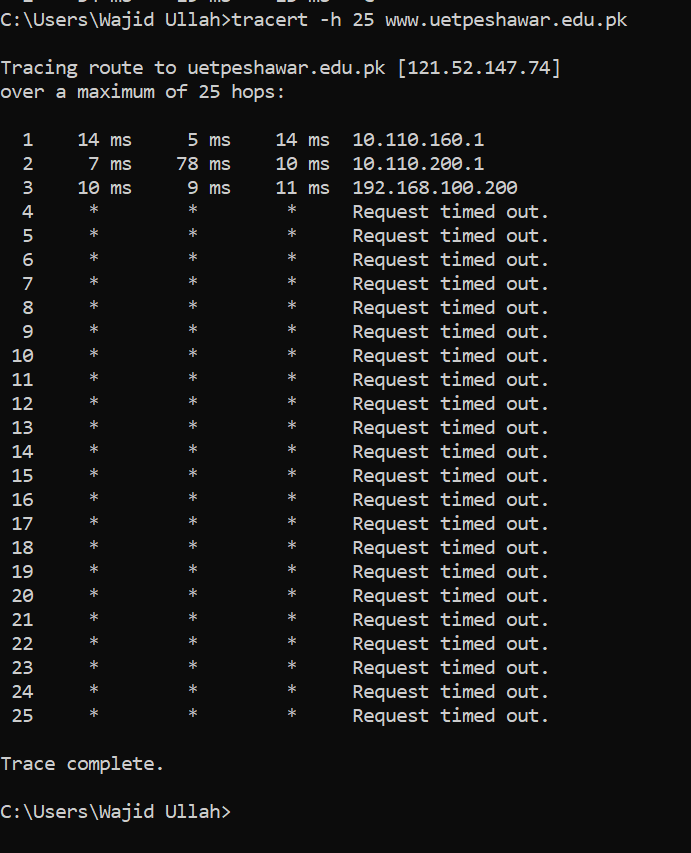 C:\Users\Wajid Ullah>tracert -h 25 www.uetpeshawar.edu.pk
Tracing route to uetpeshawar.edu.pk [121.52.147.74]
over a maximum of 25 hops:
1 14 ms 5 ms 14 ms 10.110.160.1
2 7 ms 78 ms 10 ms 10.110.200.1
3 10 ms 9 ms 11 ms 192.168.100.200
4 * * * Request timed out.
5 * * * Request timed out.
6 * * * Request timed out.
7 * * * Request timed out.
8 * * * Request timed out.
9 * * * Request timed out.
10 * * * Request timed out.
11 * * * Request timed out.
12 * * * Request timed out.
13 * * * Request timed out.
14 * * * Request timed out.
15 * * * Request timed out.
16 * * * Request timed out.
17 * * * Request timed out.
18 * * * Request timed out.
19 * * * Request timed out.
20 * * * Request timed out.
21 * * * Request timed out.
22 * * * Request timed out.
23 * * * Request timed out.
24 * * * Request timed out.
25 * * * Request timed out.
Trace complete.
C:\Users\Wajid Ullah>